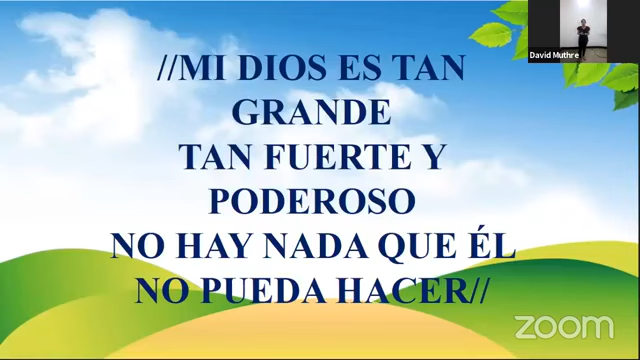 David Muthre
//MI DIOS ES TAN
GRANDE
TAN FUERTE Y
PODEROSO
NO HAY NADA QUE ÉL
NO PUEDA HACER//
zoom